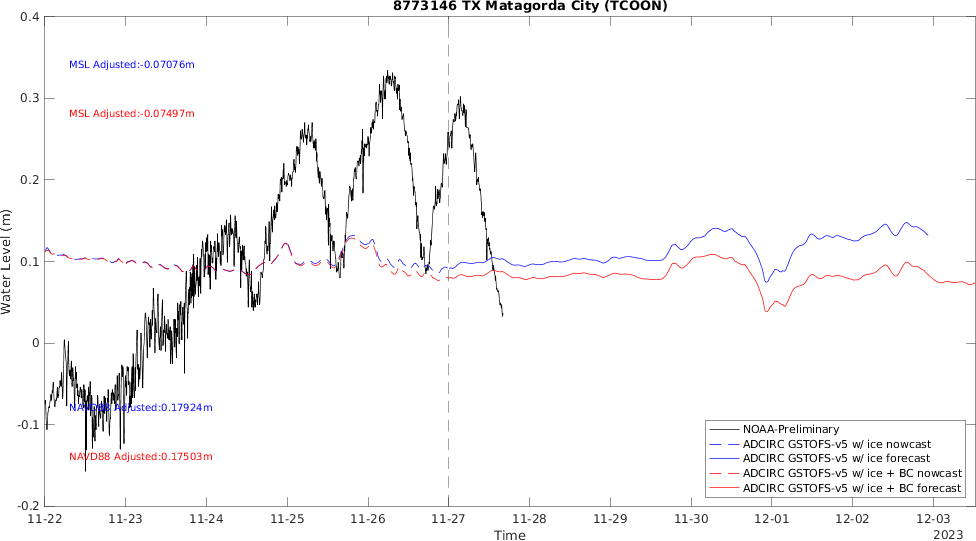 8773146 TX Matagorda City (TCOON)
0.4
MSL Adjusted:-0.07076m
0.3
MSL Adjusted:-0.07497m
0.2
0.1
Water Level (m)
0
NAVD88 Adjusted:0.17924m
-0.1
NAVD88 Adjusted:0.17503m
-0.2
NOAA-Preliminary
ADCIRC GSTOFS-v5 w/ ice nowcast
ADCIRC GSTOFS-v5 w/ ice forecast
ADCIRC GSTOFS-v5 w/ ice + BC nowcast
ADCIRC GSTOFS-v5 w/ ice + BC forecast
11-22 11-23 11-24 11-25 11-26 11-27 11-28 11-29 11-30 12-01 12-02 12-03
Time
2023